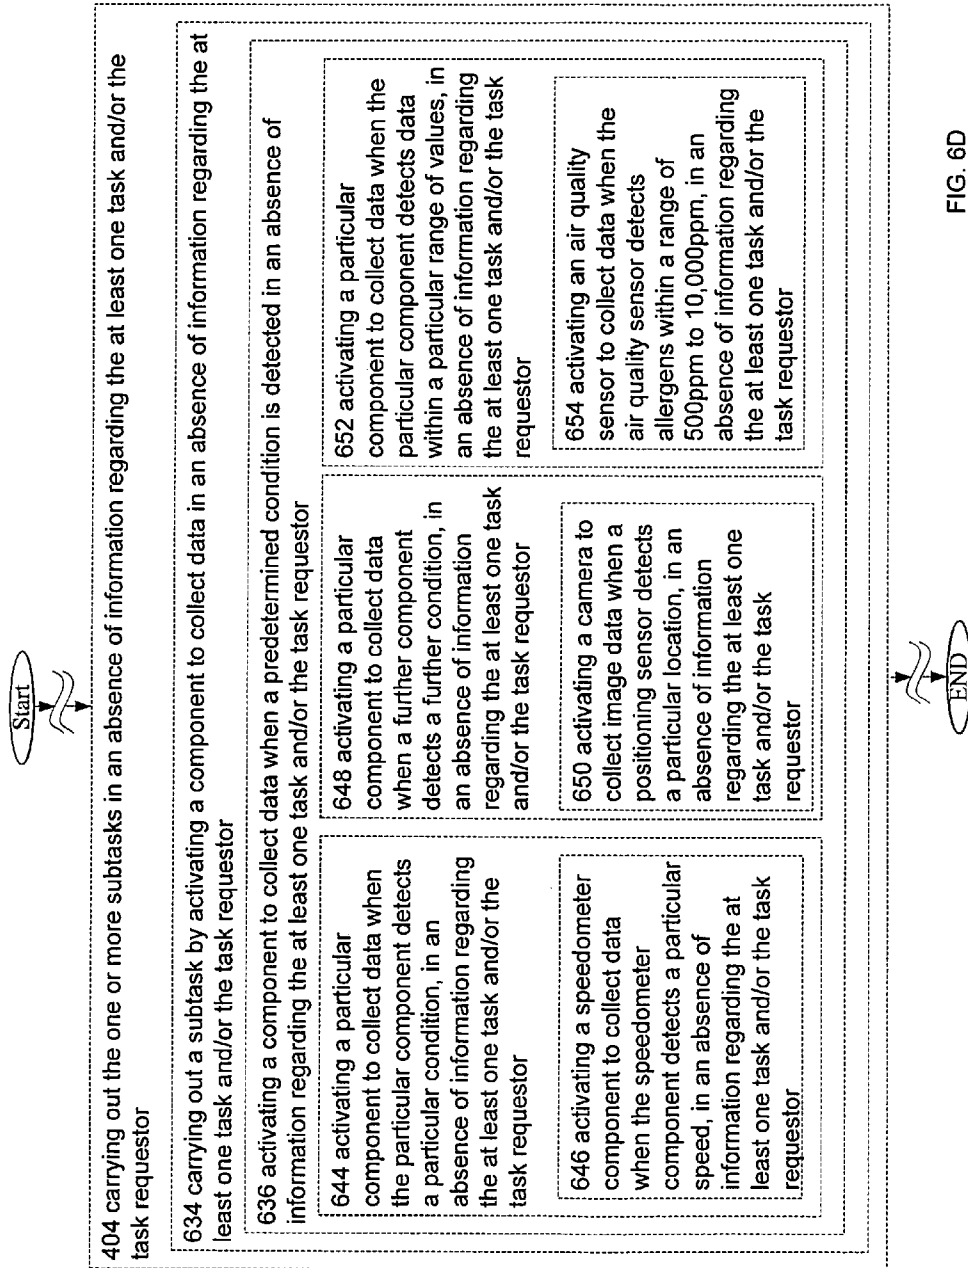 Start
404 carrying out the one or more subtasks in an absence of information regarding the at least one task and/or the
task requestor
634 carrying out a subtask by activating a component to collect data in an absence of information regarding the at
least one task and/or the task requestor
636 activating a component to collect data when a predetermined condition is detected in an absence of
information regarding the at least one task and/or the task requestor
644 activating a particular
component to collect data when
the particular component detects
a particular condition, in an
absence of information regarding
the at least one task and/or the
task requestor
646 activating a speedometer
component to collect data
when the speedometer
component detects a particular
speed, in an absence of
information regarding the at
least one task and/or the task
requestor
648 activating a particular
component to collect data
when a further component
detects a further condition, in
an absence of information
regarding the at least one task
and/or the task requestor
650 activating a camera to
collect image data when a
positioning sensor detects
a particular location, in an
absence of information
regarding the at least one
task and/or the task
requestor
652 activating a particular
component to collect data when the
particular component detects data
within a particular range of values, in
an absence of information regarding
the at least one task and/or the task
requestor
654 activating an air quality
sensor to collect data when the
air quality sensor detects
allergens within a range of
500ppm to 10,000ppm, in an
absence of information regarding
the at least one task and/or the
task requestor
END
FIG. 6D